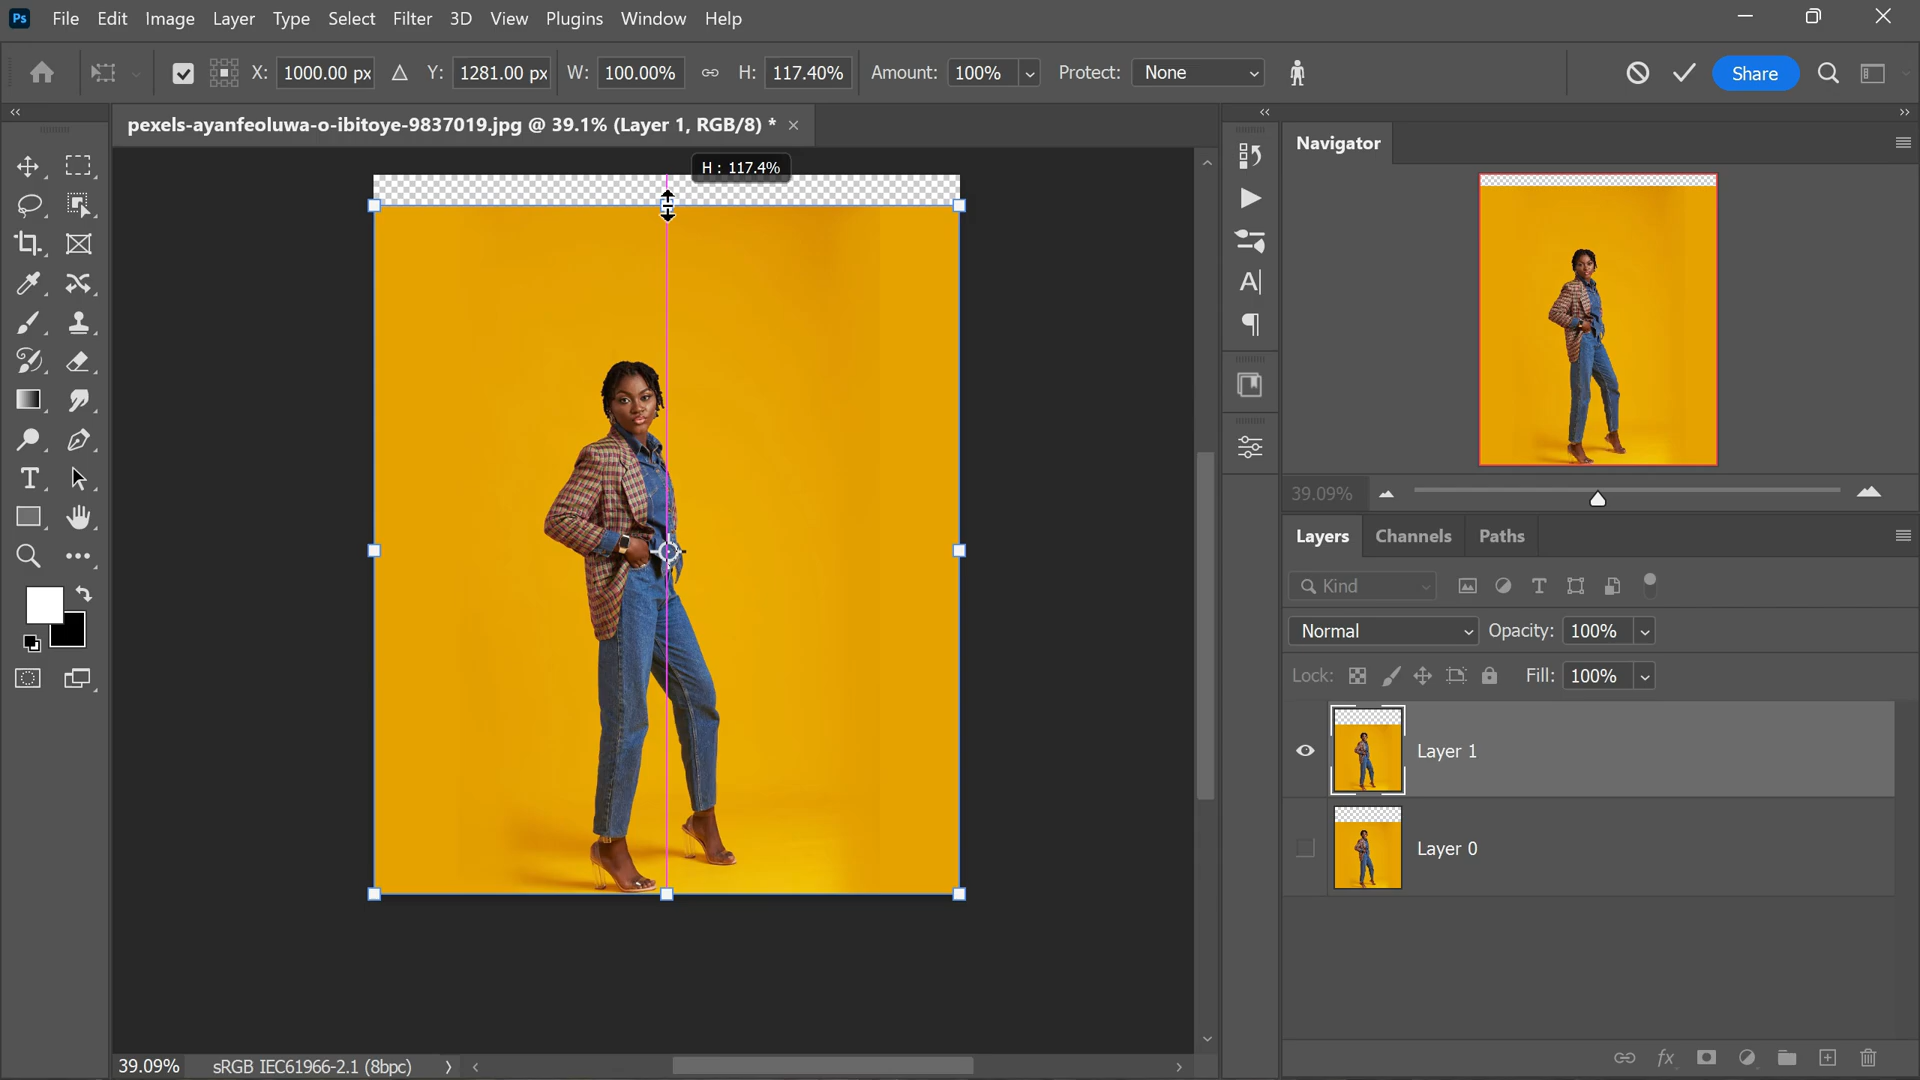 Ps File Edit Image Layer Type Select Filter 3D View Plugins Window Help
X: 1000.00 px Y: 1281.00 px W: 100.00% H: 117.40% Amount: 100% Protect: None Share
pexels-ayanfeoluwa-o-ibitoye-9837019.jpg @ 39.1% (Layer 1, RGB/8) *
H : 117.4%
Navigator
39.09%
Layers Channels Paths
Kind
Normal Opacity: 100%
Lock: Fill: 100%
Layer 1
Layer 0
39.09% sRGB IEC61966-2.1 (8bpc)